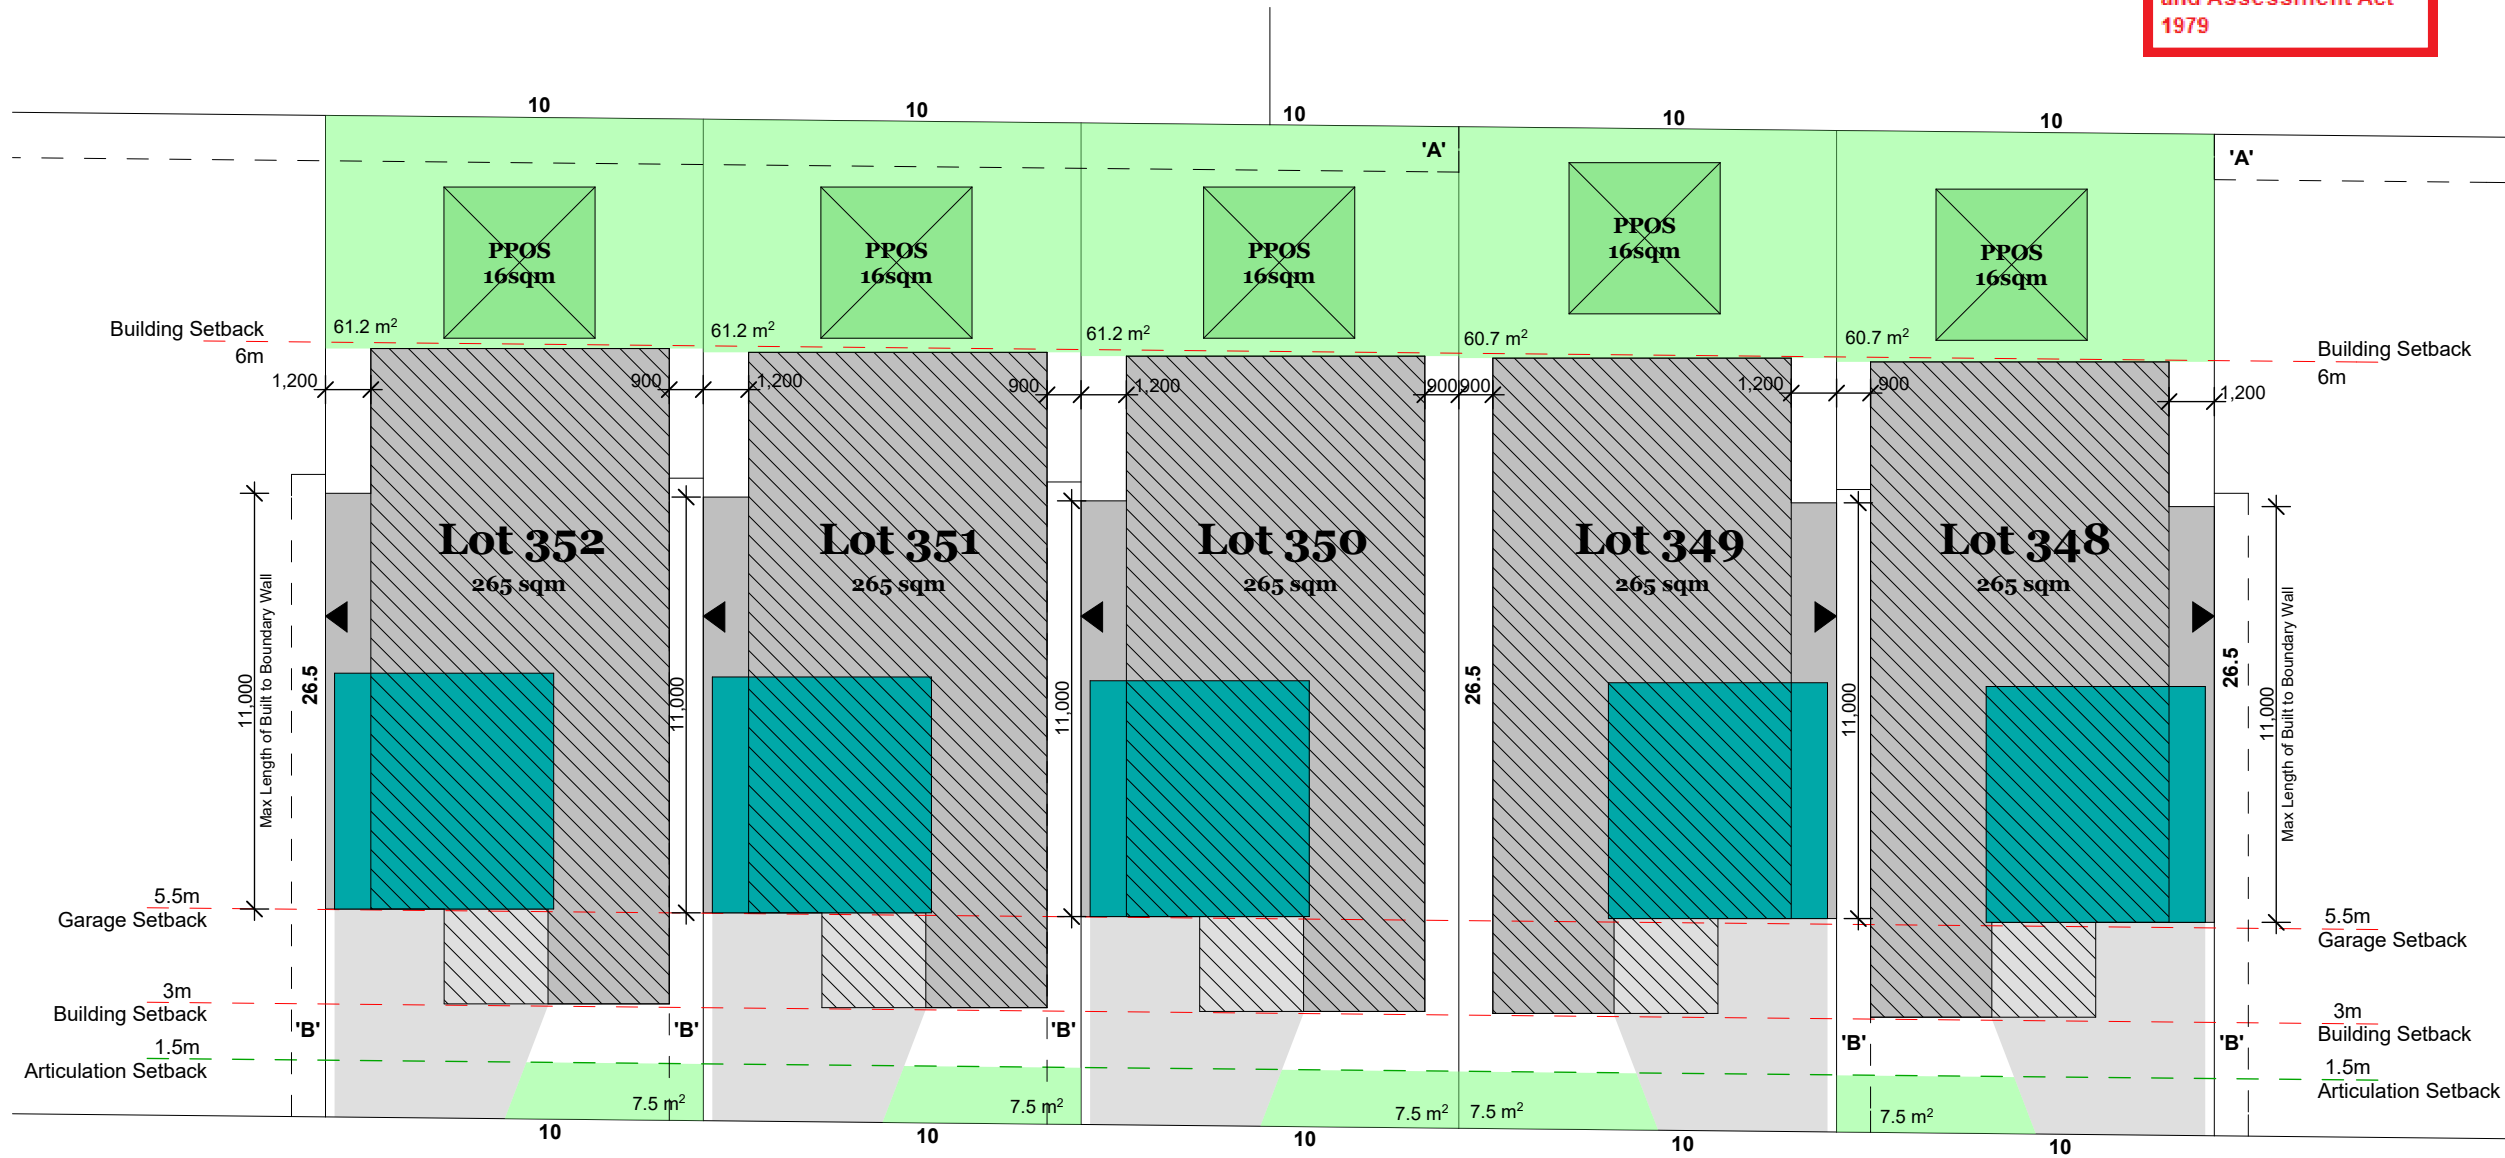 and Assessment Act
1979
10
10
10
10
10
'A'
'A'
PPOS
16sqm
PPOS
16sqm
PPOS
16sqm
PPOS
16sqm
PPOS
16sqm
Building Setback
6m
61.2 m²
61.2 m²
61.2 m²
60.7 m²
60.7 m²
Building Setback
6m
1,200
900
1,200
900
1,200
900
900
1,200
900
1,200
Lot 352
265 sqm
Lot 351
265 sqm
Lot 350
265 sqm
Lot 349
265 sqm
Lot 348
265 sqm
11,000
Max Length of Built to Boundary Wall
26.5
11,000
11,000
26.5
11,000
26.5
11,000
Max Length of Built to Boundary Wall
5.5m
Garage Setback
5.5m
Garage Setback
3m
Building Setback
3m
Building Setback
'B'
'B'
'B'
'B'
'B'
1.5m
Articulation Setback
1.5m
Articulation Setback
7.5 m²
7.5 m²
7.5 m²
7.5 m²
7.5 m²
10
10
10
10
10